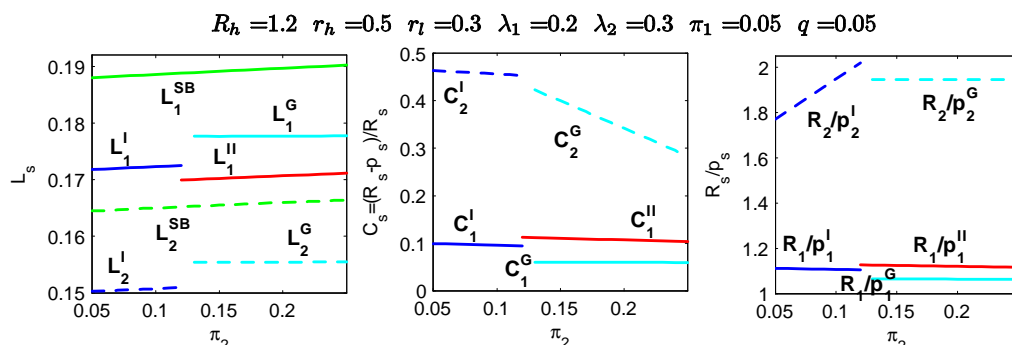 R_h=1.2 r_h=0.5 r_l=0.3 λ_1=0.2 λ_2=0.3 π_1=0.05 q=0.05
L_s
0.19
0.18
0.17
0.16
0.15
L_1^SB
L_1^G
L_1^I
L_1^II
L_2^SB
L_2^G
L_2^I
0.05 0.1 0.15 0.2
π_2
C_s=(R_s-p_s)/R_s
0.5
0.4
0.3
0.2
0.1
0
C_2^I
C_2^G
C_1^I
C_1^II
C_1^G
0.05 0.1 0.15 0.2
π_2
R_s/p_s
2
1.8
1.6
1.4
1.2
1
R_2/p_2^I
R_2/p_2^G
R_1/p_1^I
R_1/p_1^II
R_1/p_1^G
0.05 0.1 0.15 0.2
π_2